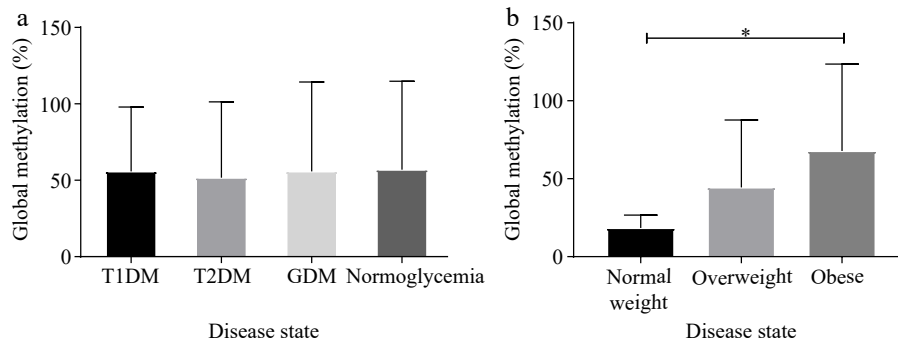 a
150
100
50
0
Global methylation (%)
T1DM T2DM GDM Normoglycemia
Disease state
b
150
100
50
0
Global methylation (%)
*
Normal weight Overweight Obese
Disease state